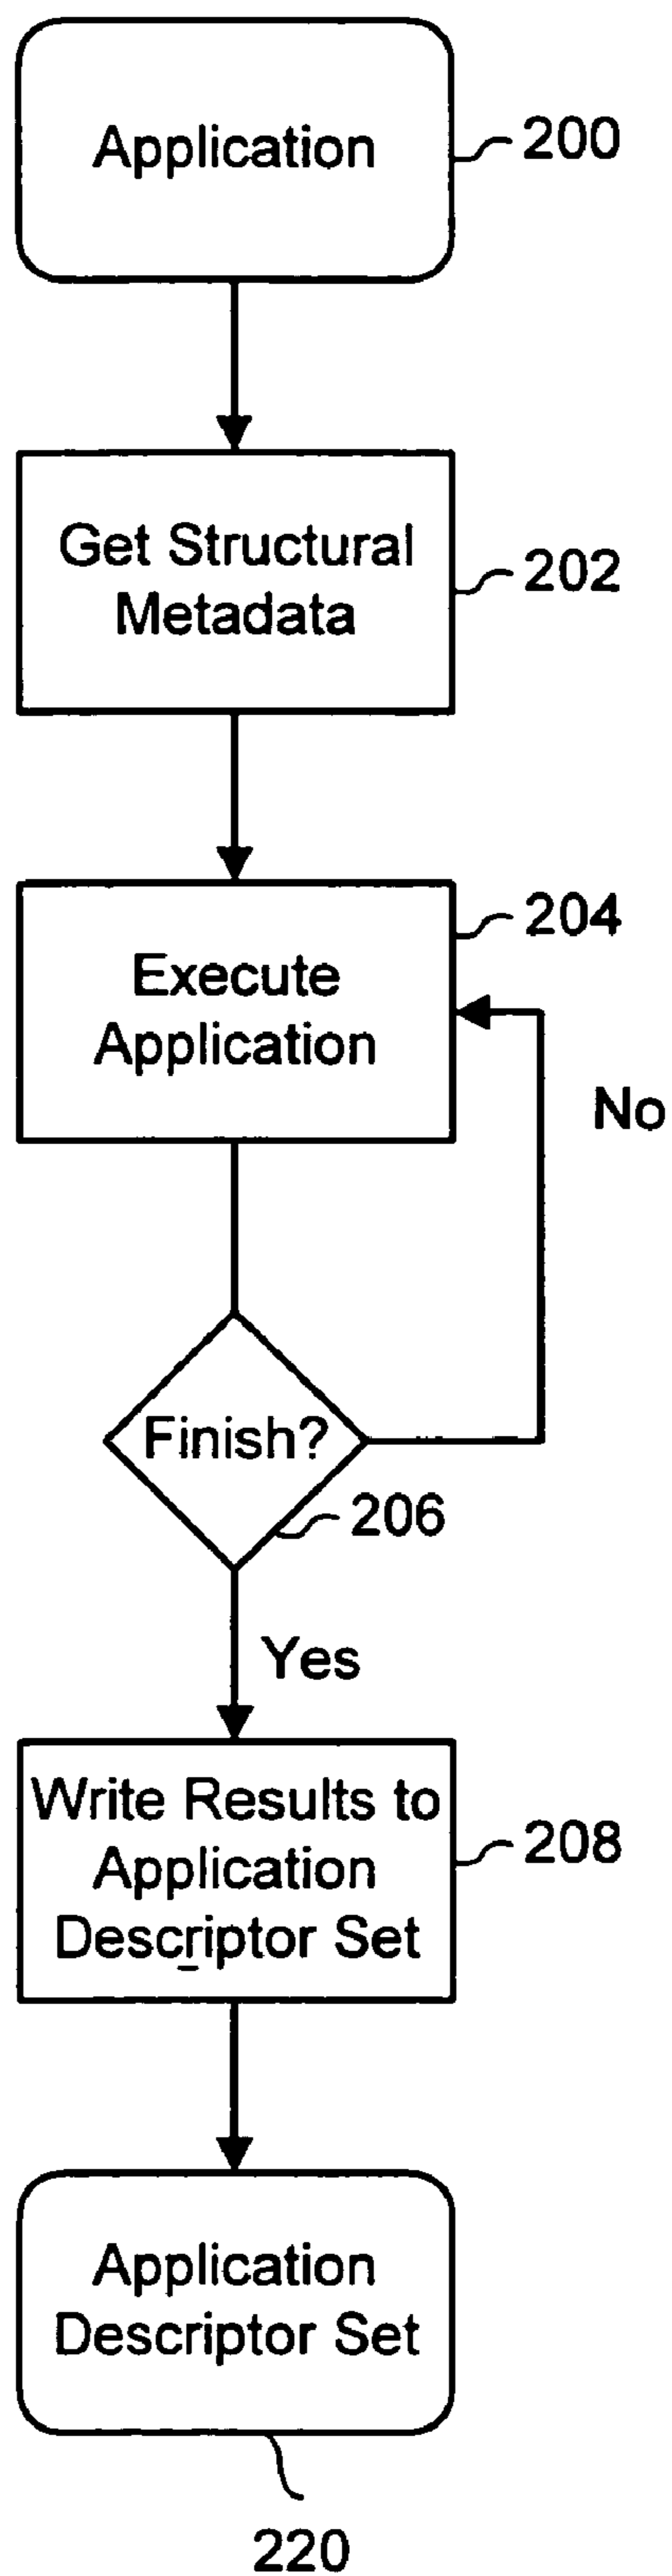 Application
200
Get Structural
Metadata
202
Execute
Application
204
No
Finish?
206
Yes
Write Results to
Application
Descriptor Set
208
Application
Descriptor Set
220